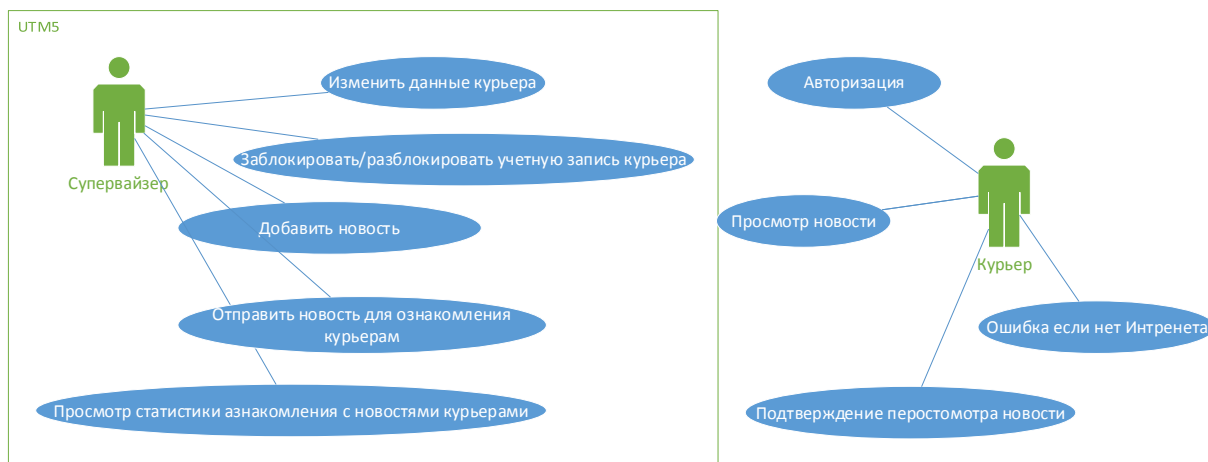 UTM5
Изменить данные курьера
Авторизация
Заблокировать/разблокировать учетную запись курьера
Супервайзер
Просмотр новости
Добавить новость
Курьер
Отправить новость для ознакомления
курьерам
Ошибка если нет Интренета
Просмотр статистики азнакомления с новостями курьерами
Подтверждение перостомотра новости